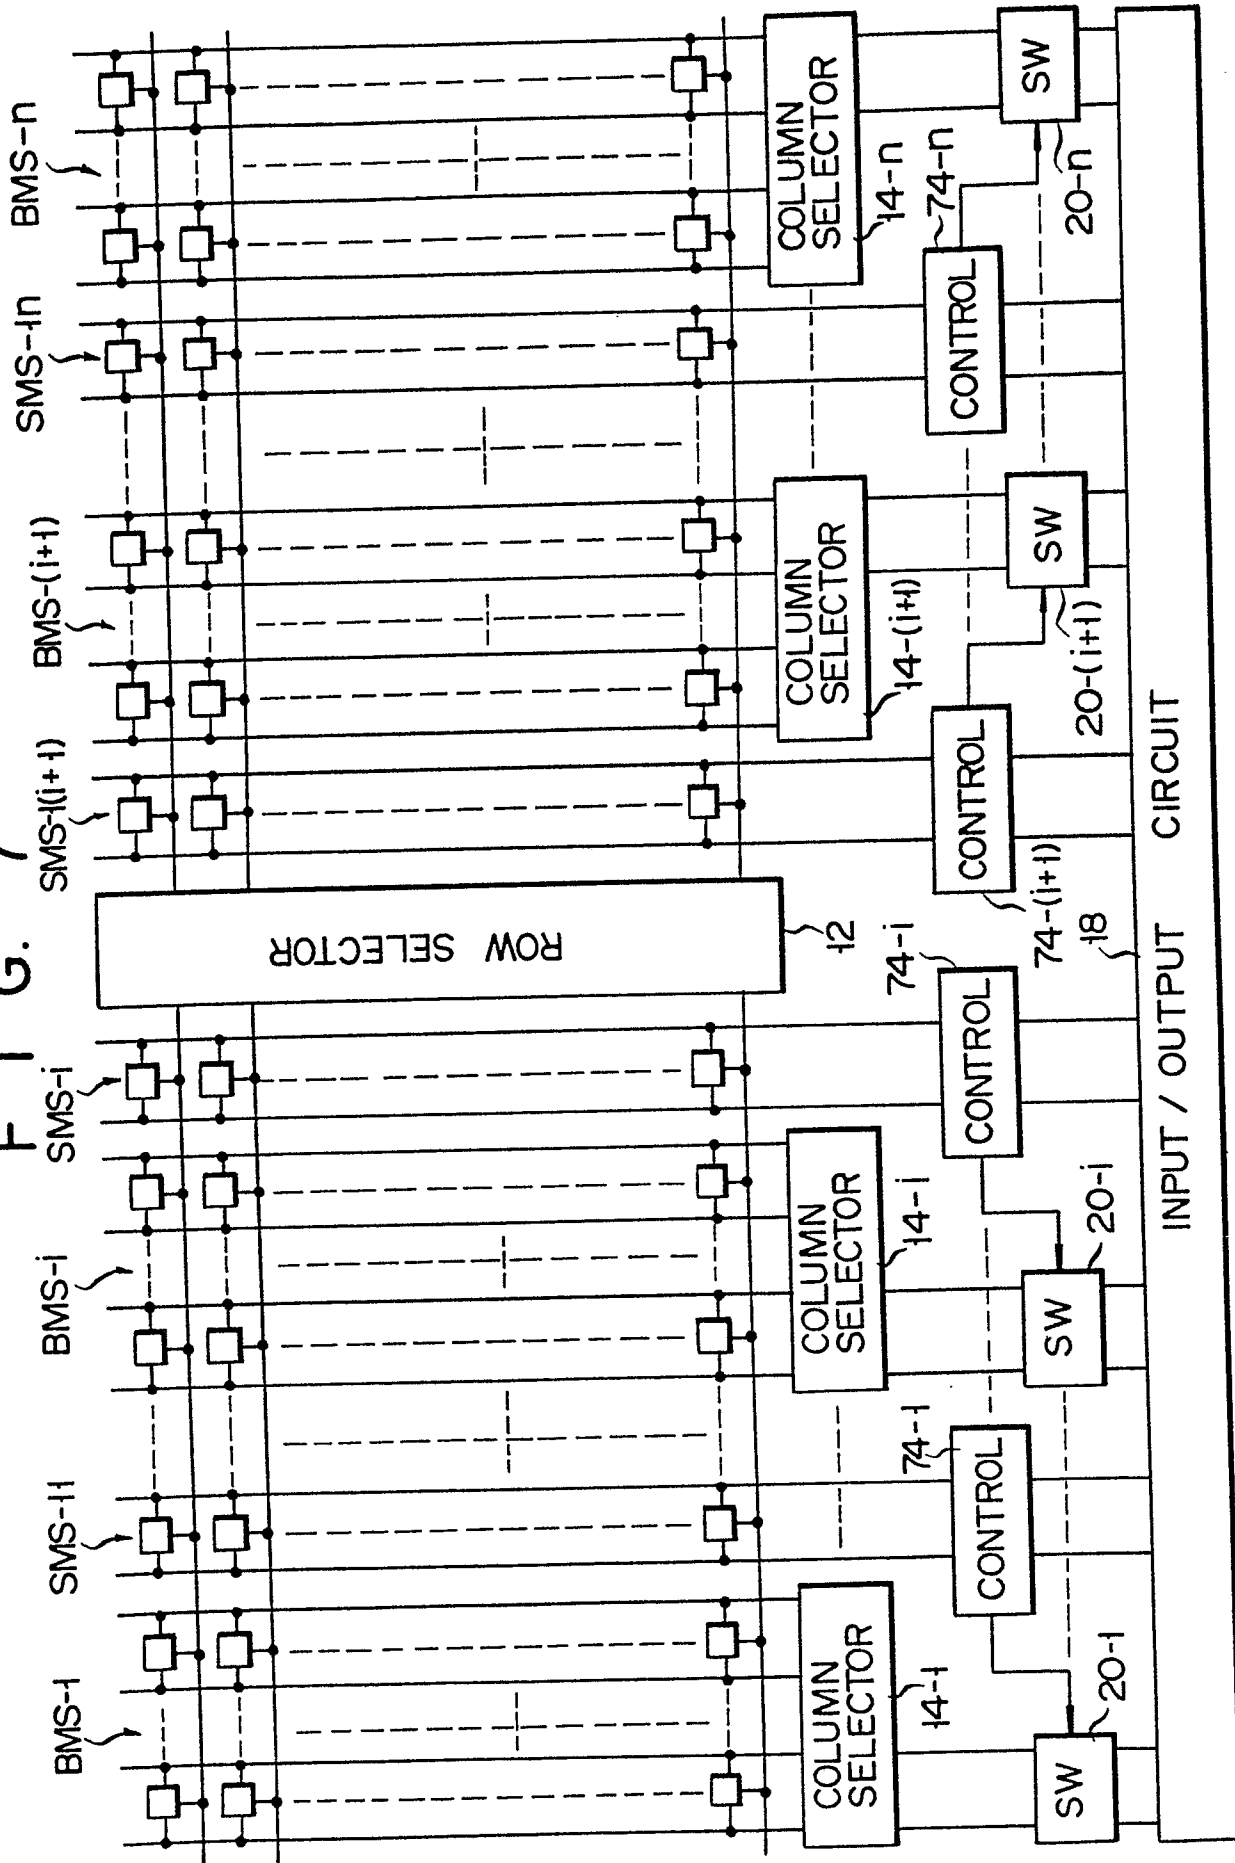 FIG. 7
BMS-1
SMS-11
BMS-i
SMS-i
SMS-1(i+1)
BMS-(i+1)
SMS-1n
BMS-n
ROW SELECTOR
12
COLUMN
SELECTOR
14-1
COLUMN
SELECTOR
14-i
COLUMN
SELECTOR
14-(i+1)
COLUMN
SELECTOR
14-n
CONTROL
74-1
CONTROL
74-i
CONTROL
74-(i+1)
CONTROL
74-n
SW
20-1
SW
20-i
SW
20-(i+1)
SW
20-n
18
INPUT / OUTPUT CIRCUIT